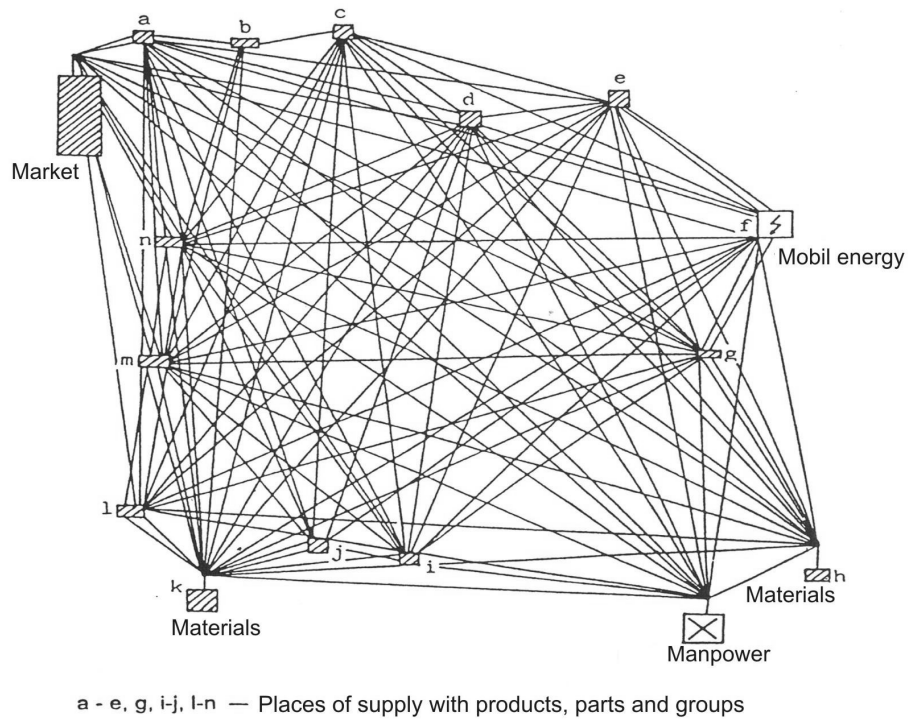 a
b
c
d
e
Market
f
n
Mobil energy
m
g
l
j
i
h
k
Materials
Materials
Manpower
a - e, g, i-j, l-n — Places of supply with products, parts and groups